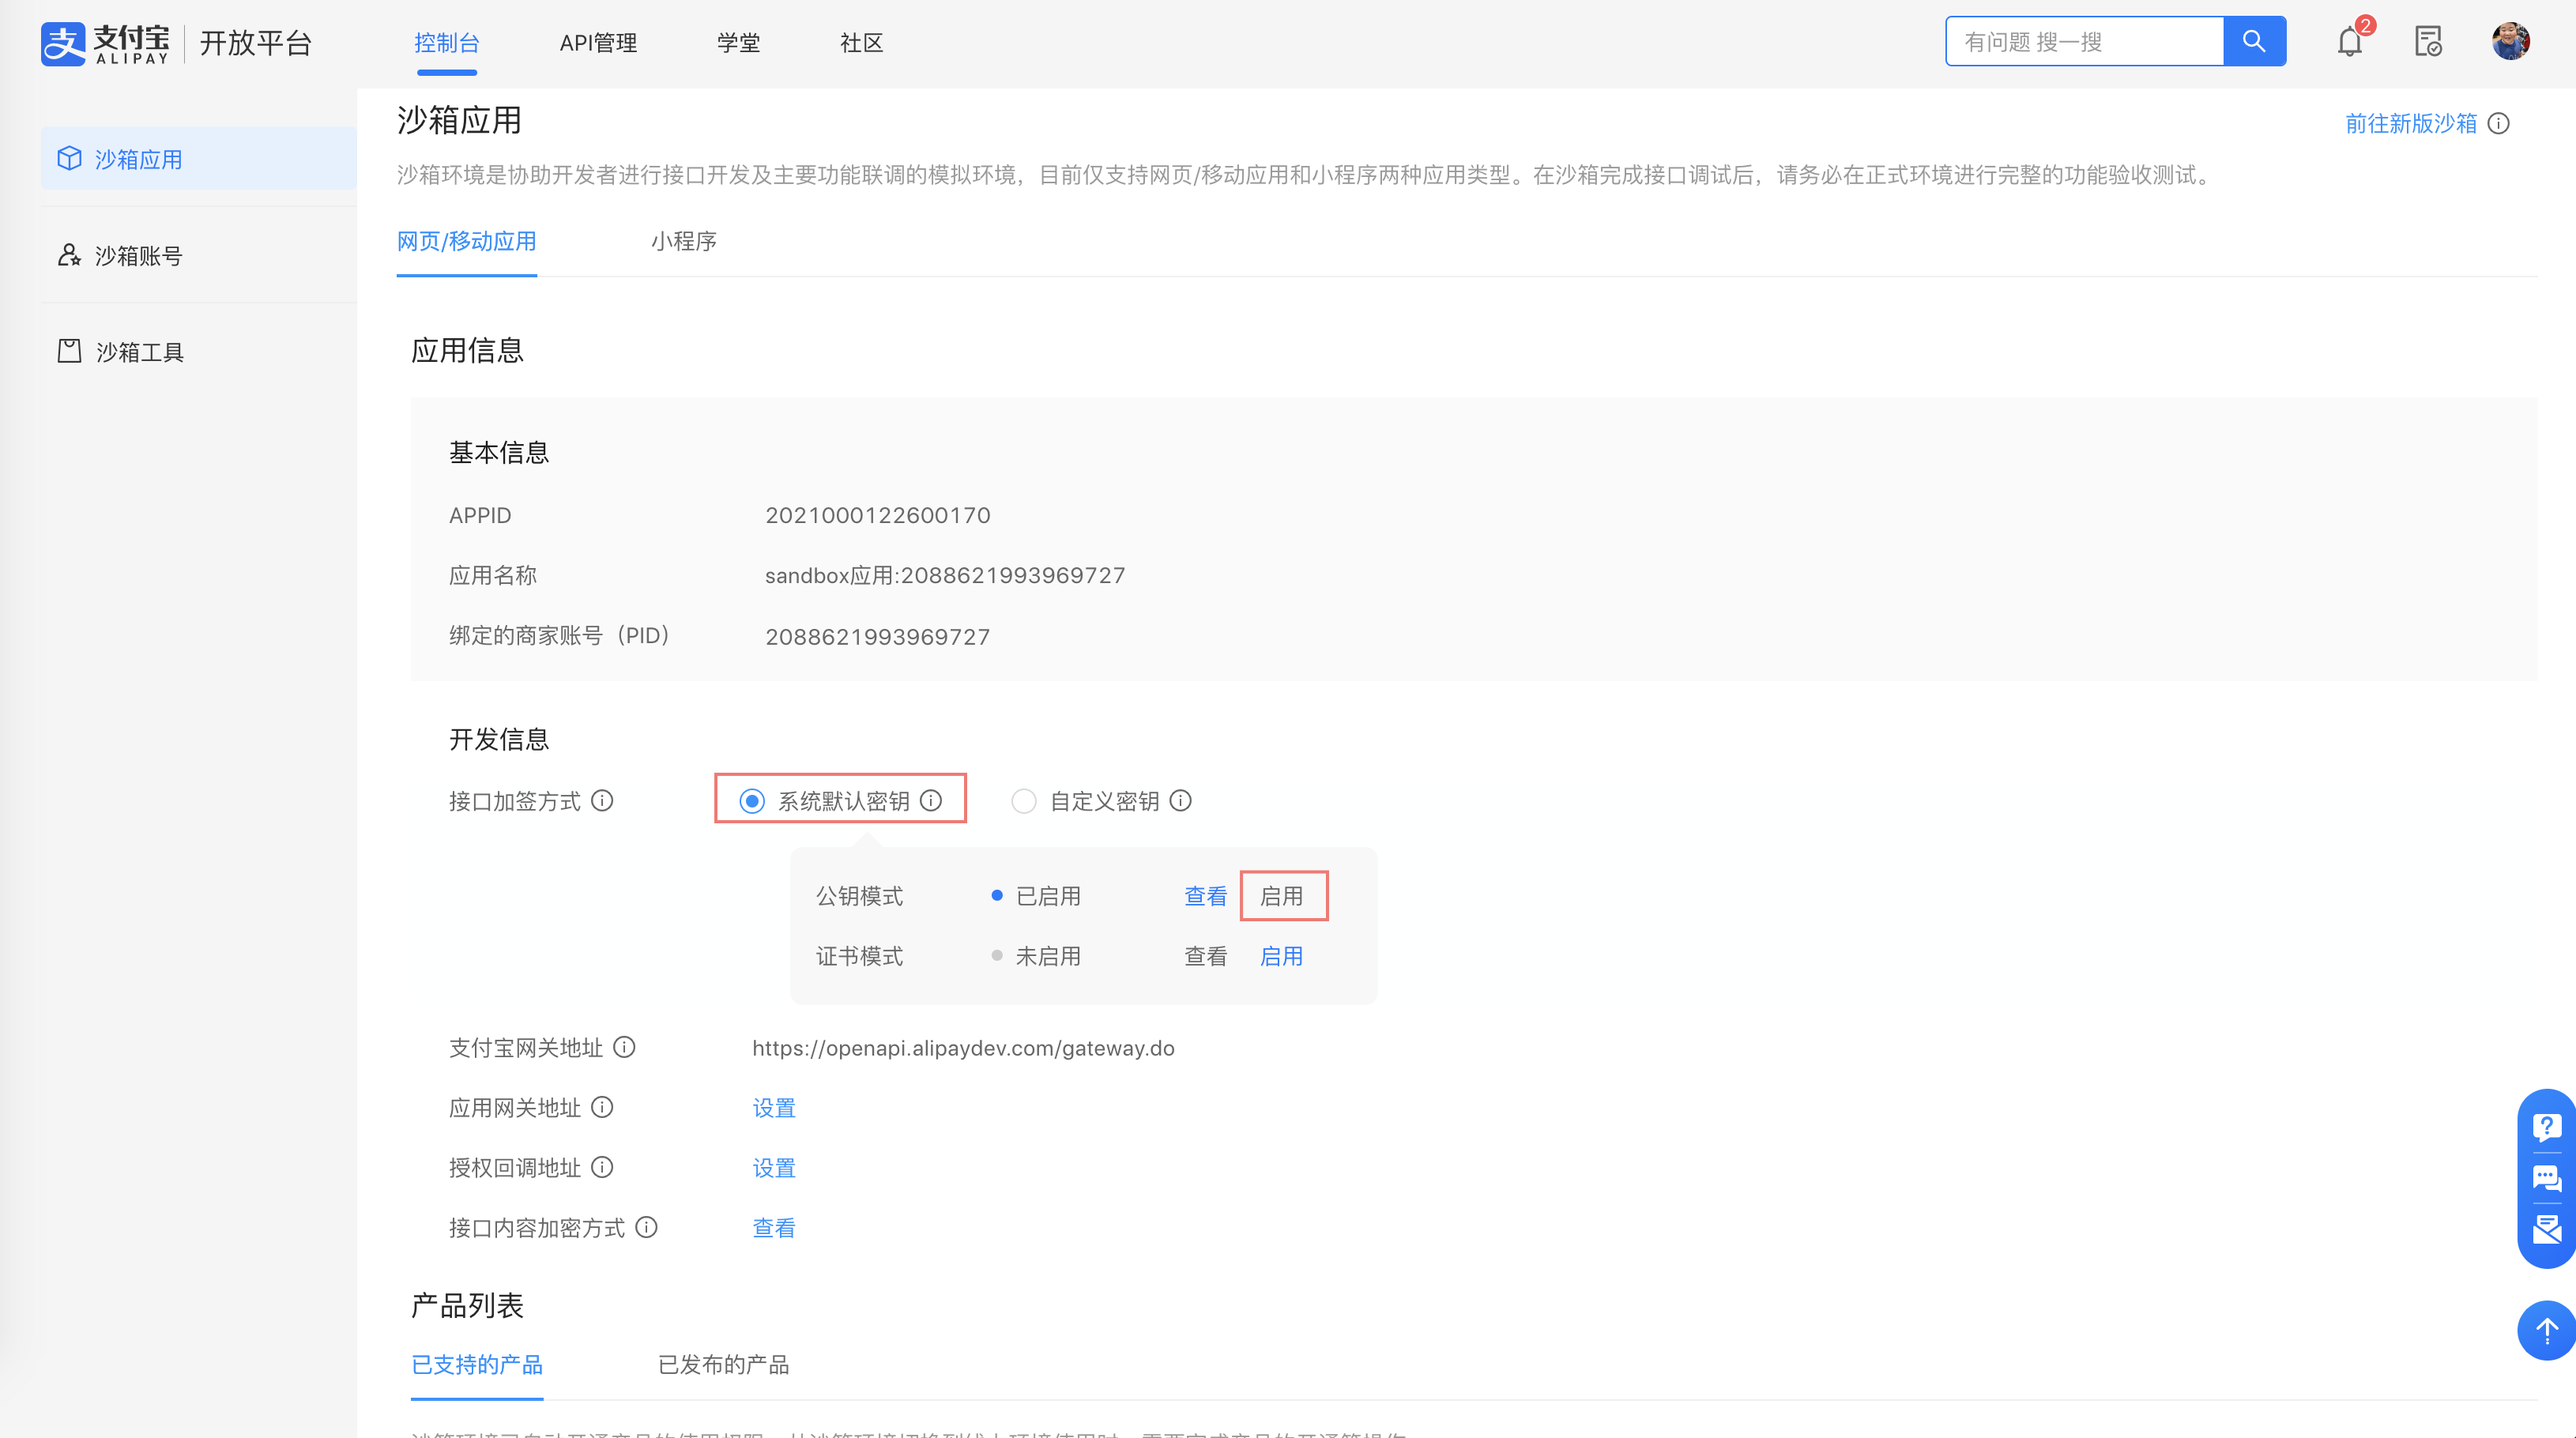 支付宝 ALIPAY 开放平台 控制台 API管理 学堂 社区 有问题 搜一搜 2
沙箱应用
沙箱账号
沙箱工具
沙箱应用 前往新版沙箱
沙箱环境是协助开发者进行接口开发及主要功能联调的模拟环境，目前仅支持网页/移动应用和小程序两种应用类型。在沙箱完成接口调试后，请务必在正式环境进行完整的功能验收测试。
网页/移动应用 小程序
应用信息
基本信息
APPID 2021000122600170
应用名称 sandbox应用:2088621993969727
绑定的商家账号（PID） 2088621993969727
开发信息
接口加签方式 系统默认密钥 自定义密钥
公钥模式 已启用 查看 启用
证书模式 未启用 查看 启用
支付宝网关地址 https://openapi.alipaydev.com/gateway.do
应用网关地址 设置
授权回调地址 设置
接口内容加密方式 查看
产品列表
已支持的产品 已发布的产品